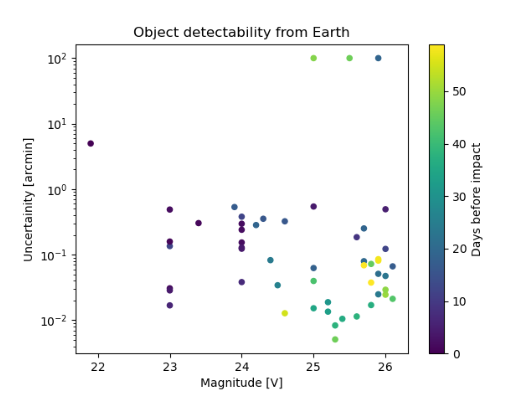 Object detectability from Earth
10²
10¹
10⁰
10⁻¹
10⁻²
Uncertainity [arcmin]
22 23 24 25 26
Magnitude [V]
50
40
30
20
10
0
Days before impact